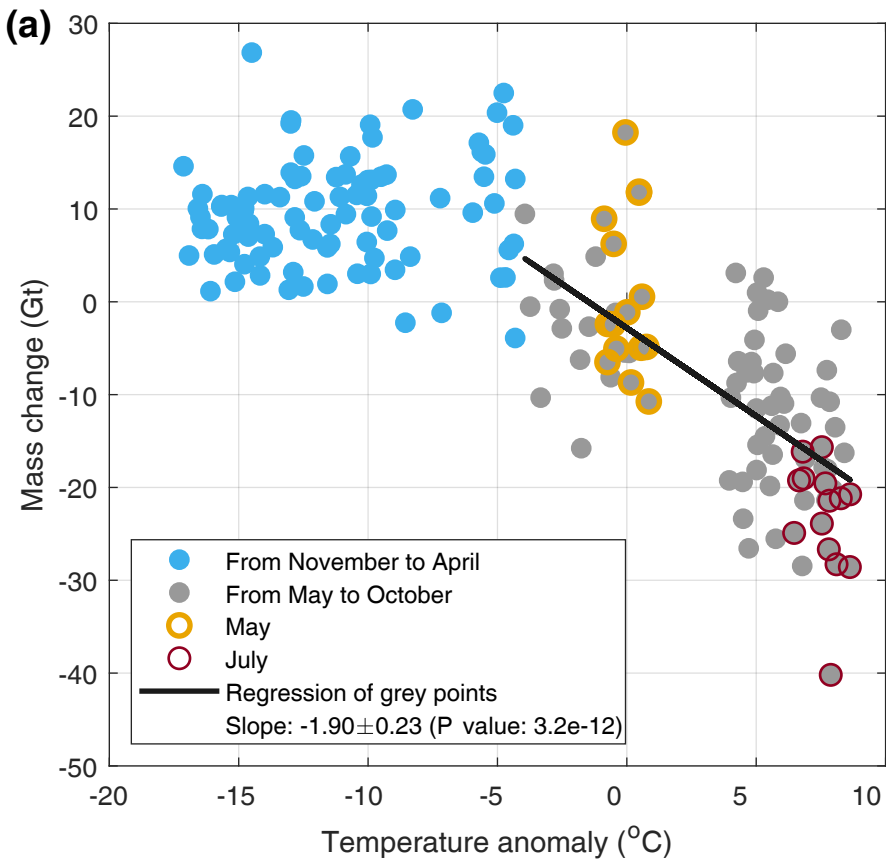 (a)
30
20
10
0
-10
-20
-30
-40
-50
Mass change (Gt)
From November to April
From May to October
May
July
Regression of grey points
Slope: -1.90±0.23 (P value: 3.2e-12)
-20 -15 -10 -5 0 5 10
Temperature anomaly (°C)